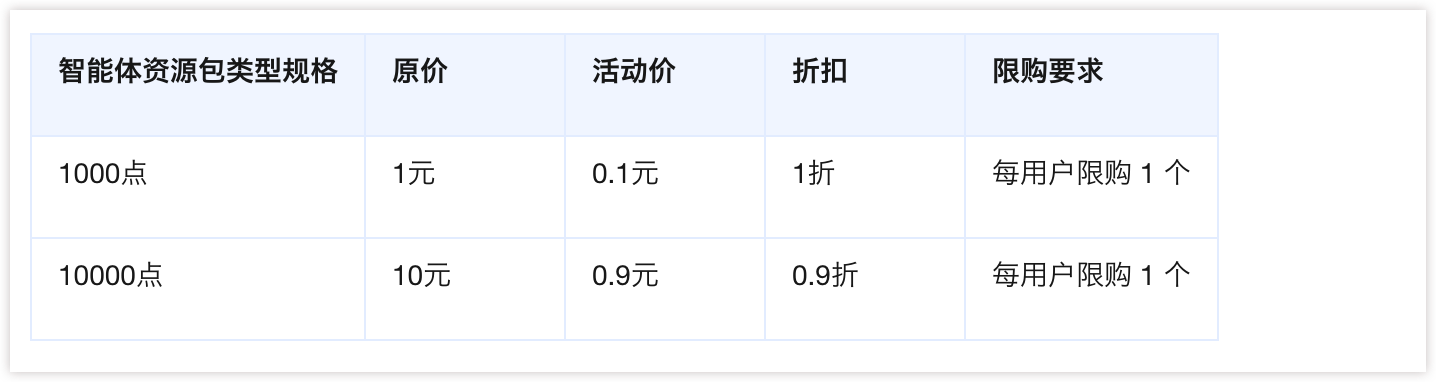 智能体资源包类型规格 原价 活动价 折扣 限购要求
1000点 1元 0.1元 1折 每用户限购 1 个
10000点 10元 0.9元 0.9折 每用户限购 1 个